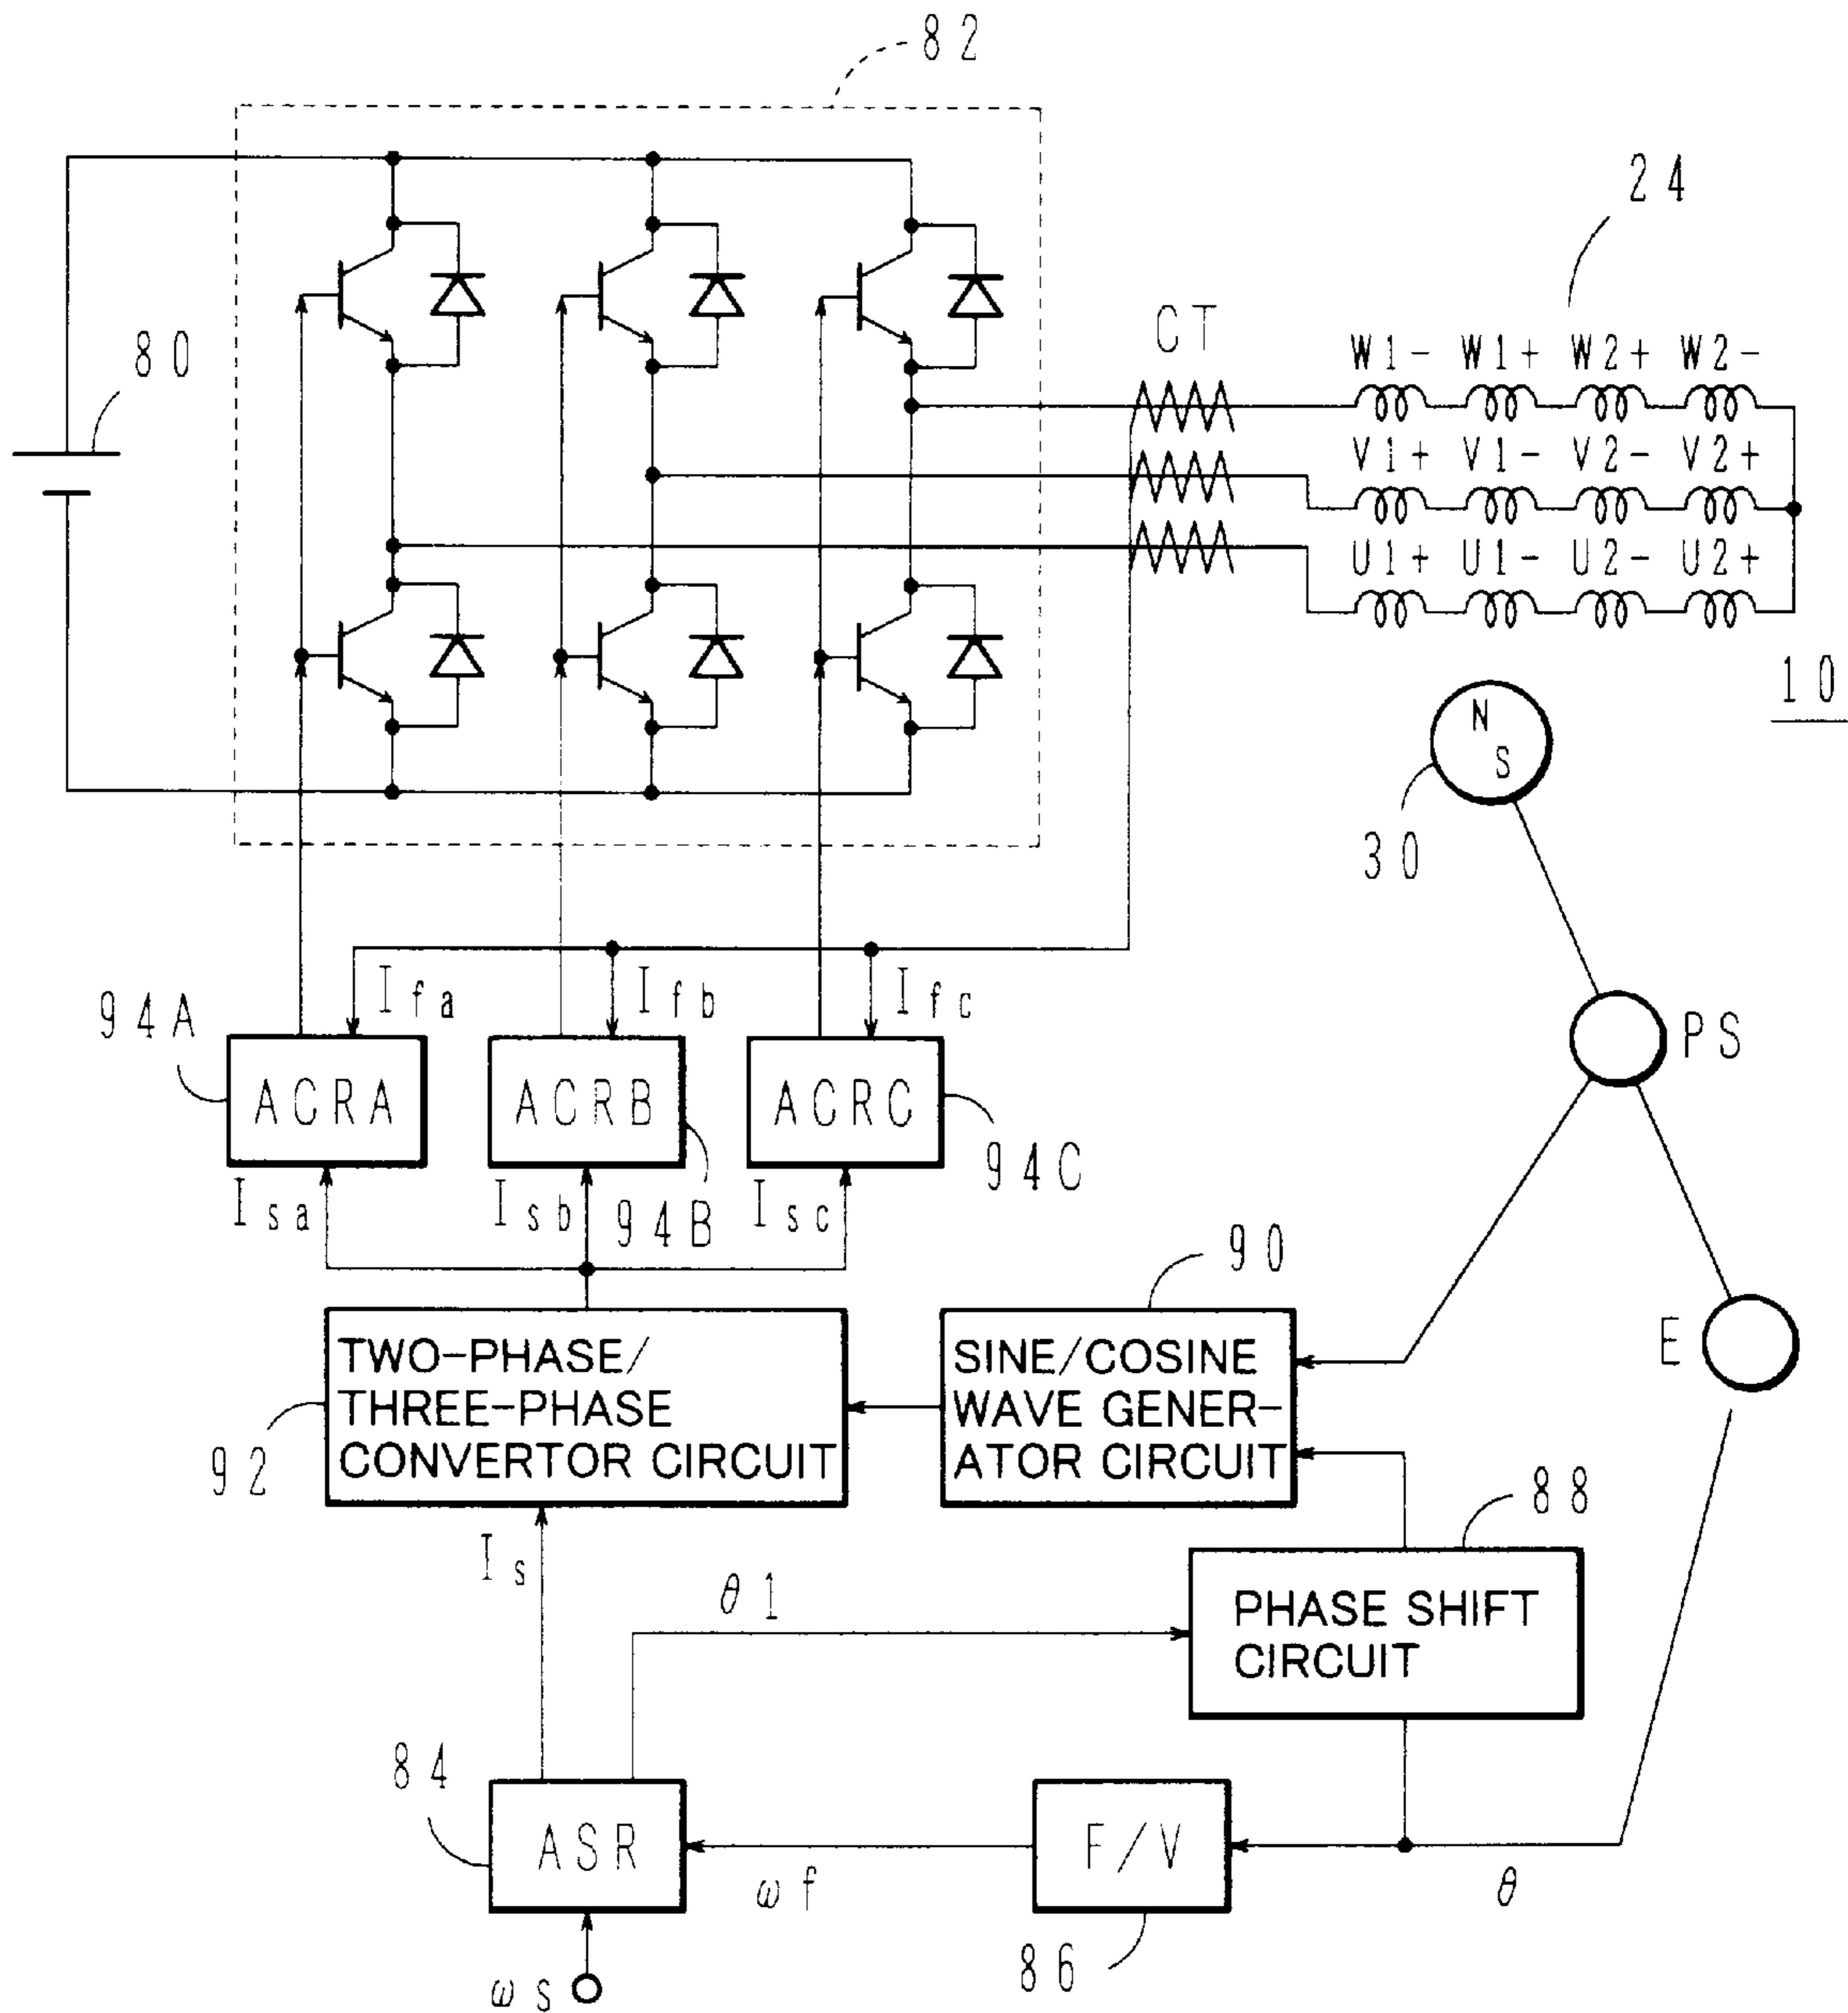 82
24
80
CT
W1- W1+ W2+ W2-
V1+ V1- V2- V2+
U1+ U1- U2- U2+
10
N
S
30
Ifa
Ifb
Ifc
94A
PS
ACRA
ACRB
ACRC
94C
Isa
Isb
94B
Isc
90
TWO-PHASE/
THREE-PHASE
CONVERTOR CIRCUIT
SINE/COSINE
WAVE GENER-
ATOR CIRCUIT
E
92
88
Is
θ1
PHASE SHIFT
CIRCUIT
84
ASR
F/V
ωf
θ
86
ωs